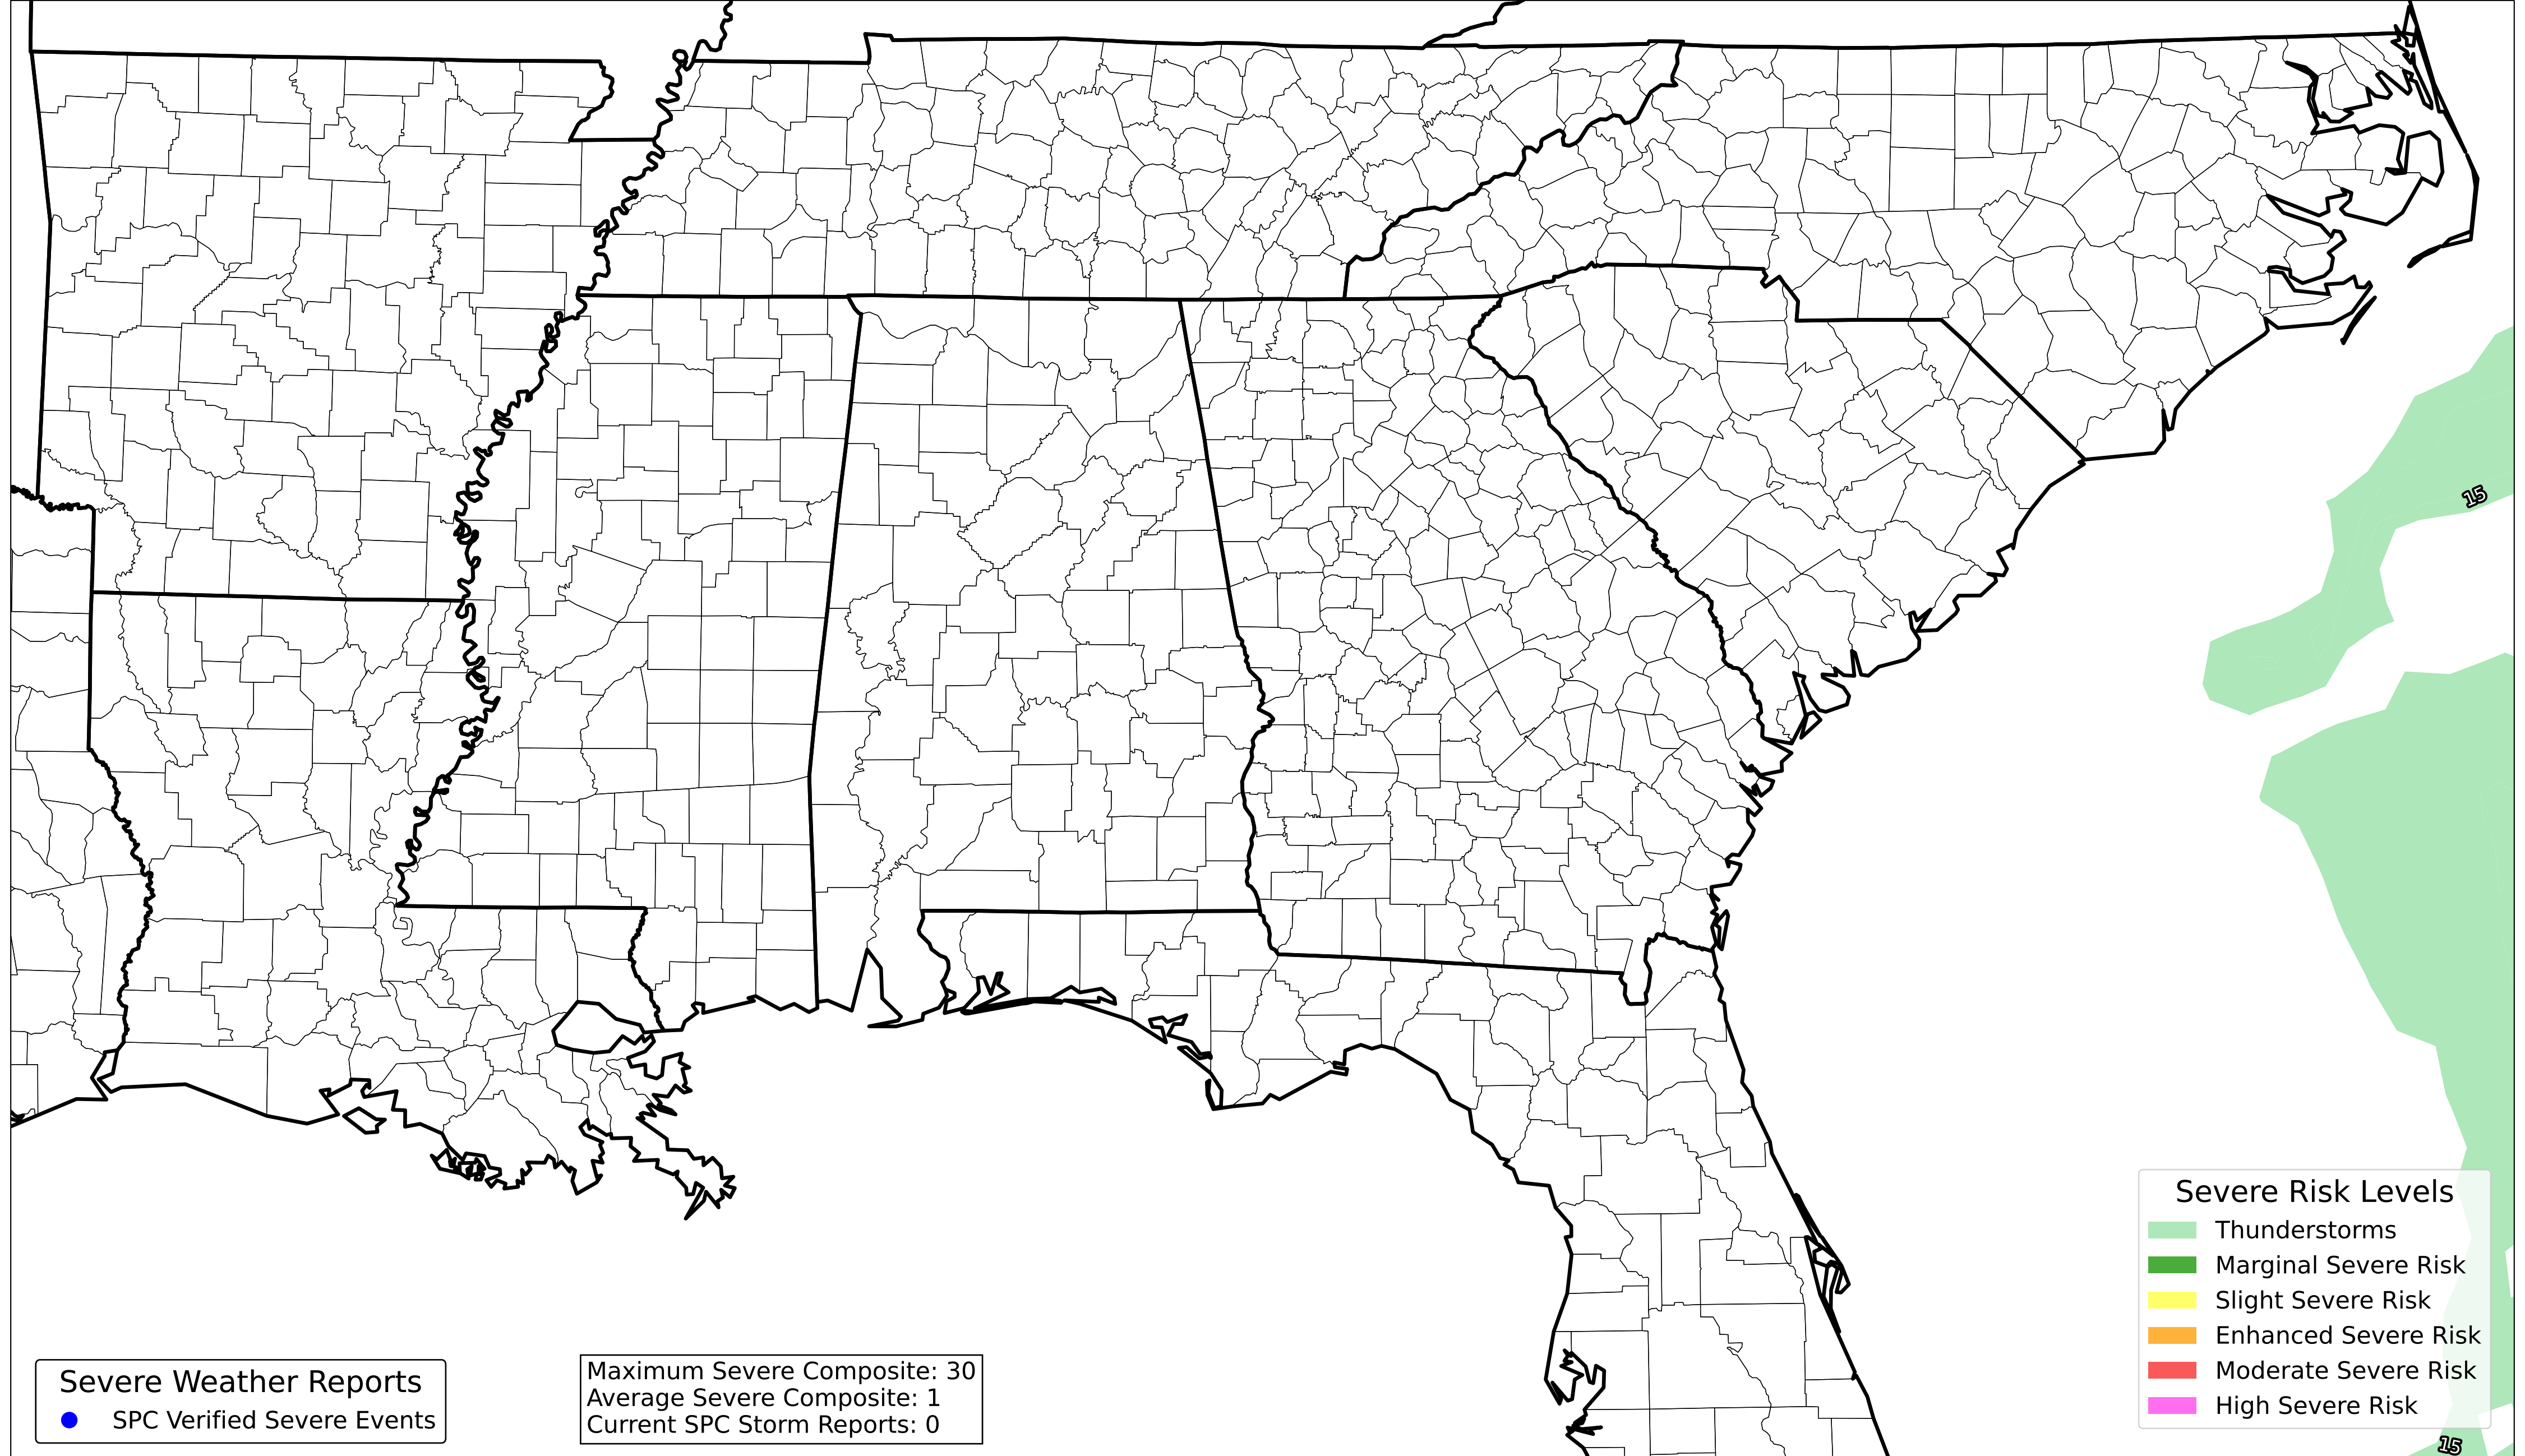 15
Severe Risk Levels
Thunderstorms
Marginal Severe Risk
Slight Severe Risk
Enhanced Severe Risk
Moderate Severe Risk
High Severe Risk
Severe Weather Reports
SPC Verified Severe Events
Maximum Severe Composite: 30
Average Severe Composite: 1
Current SPC Storm Reports: 0
15